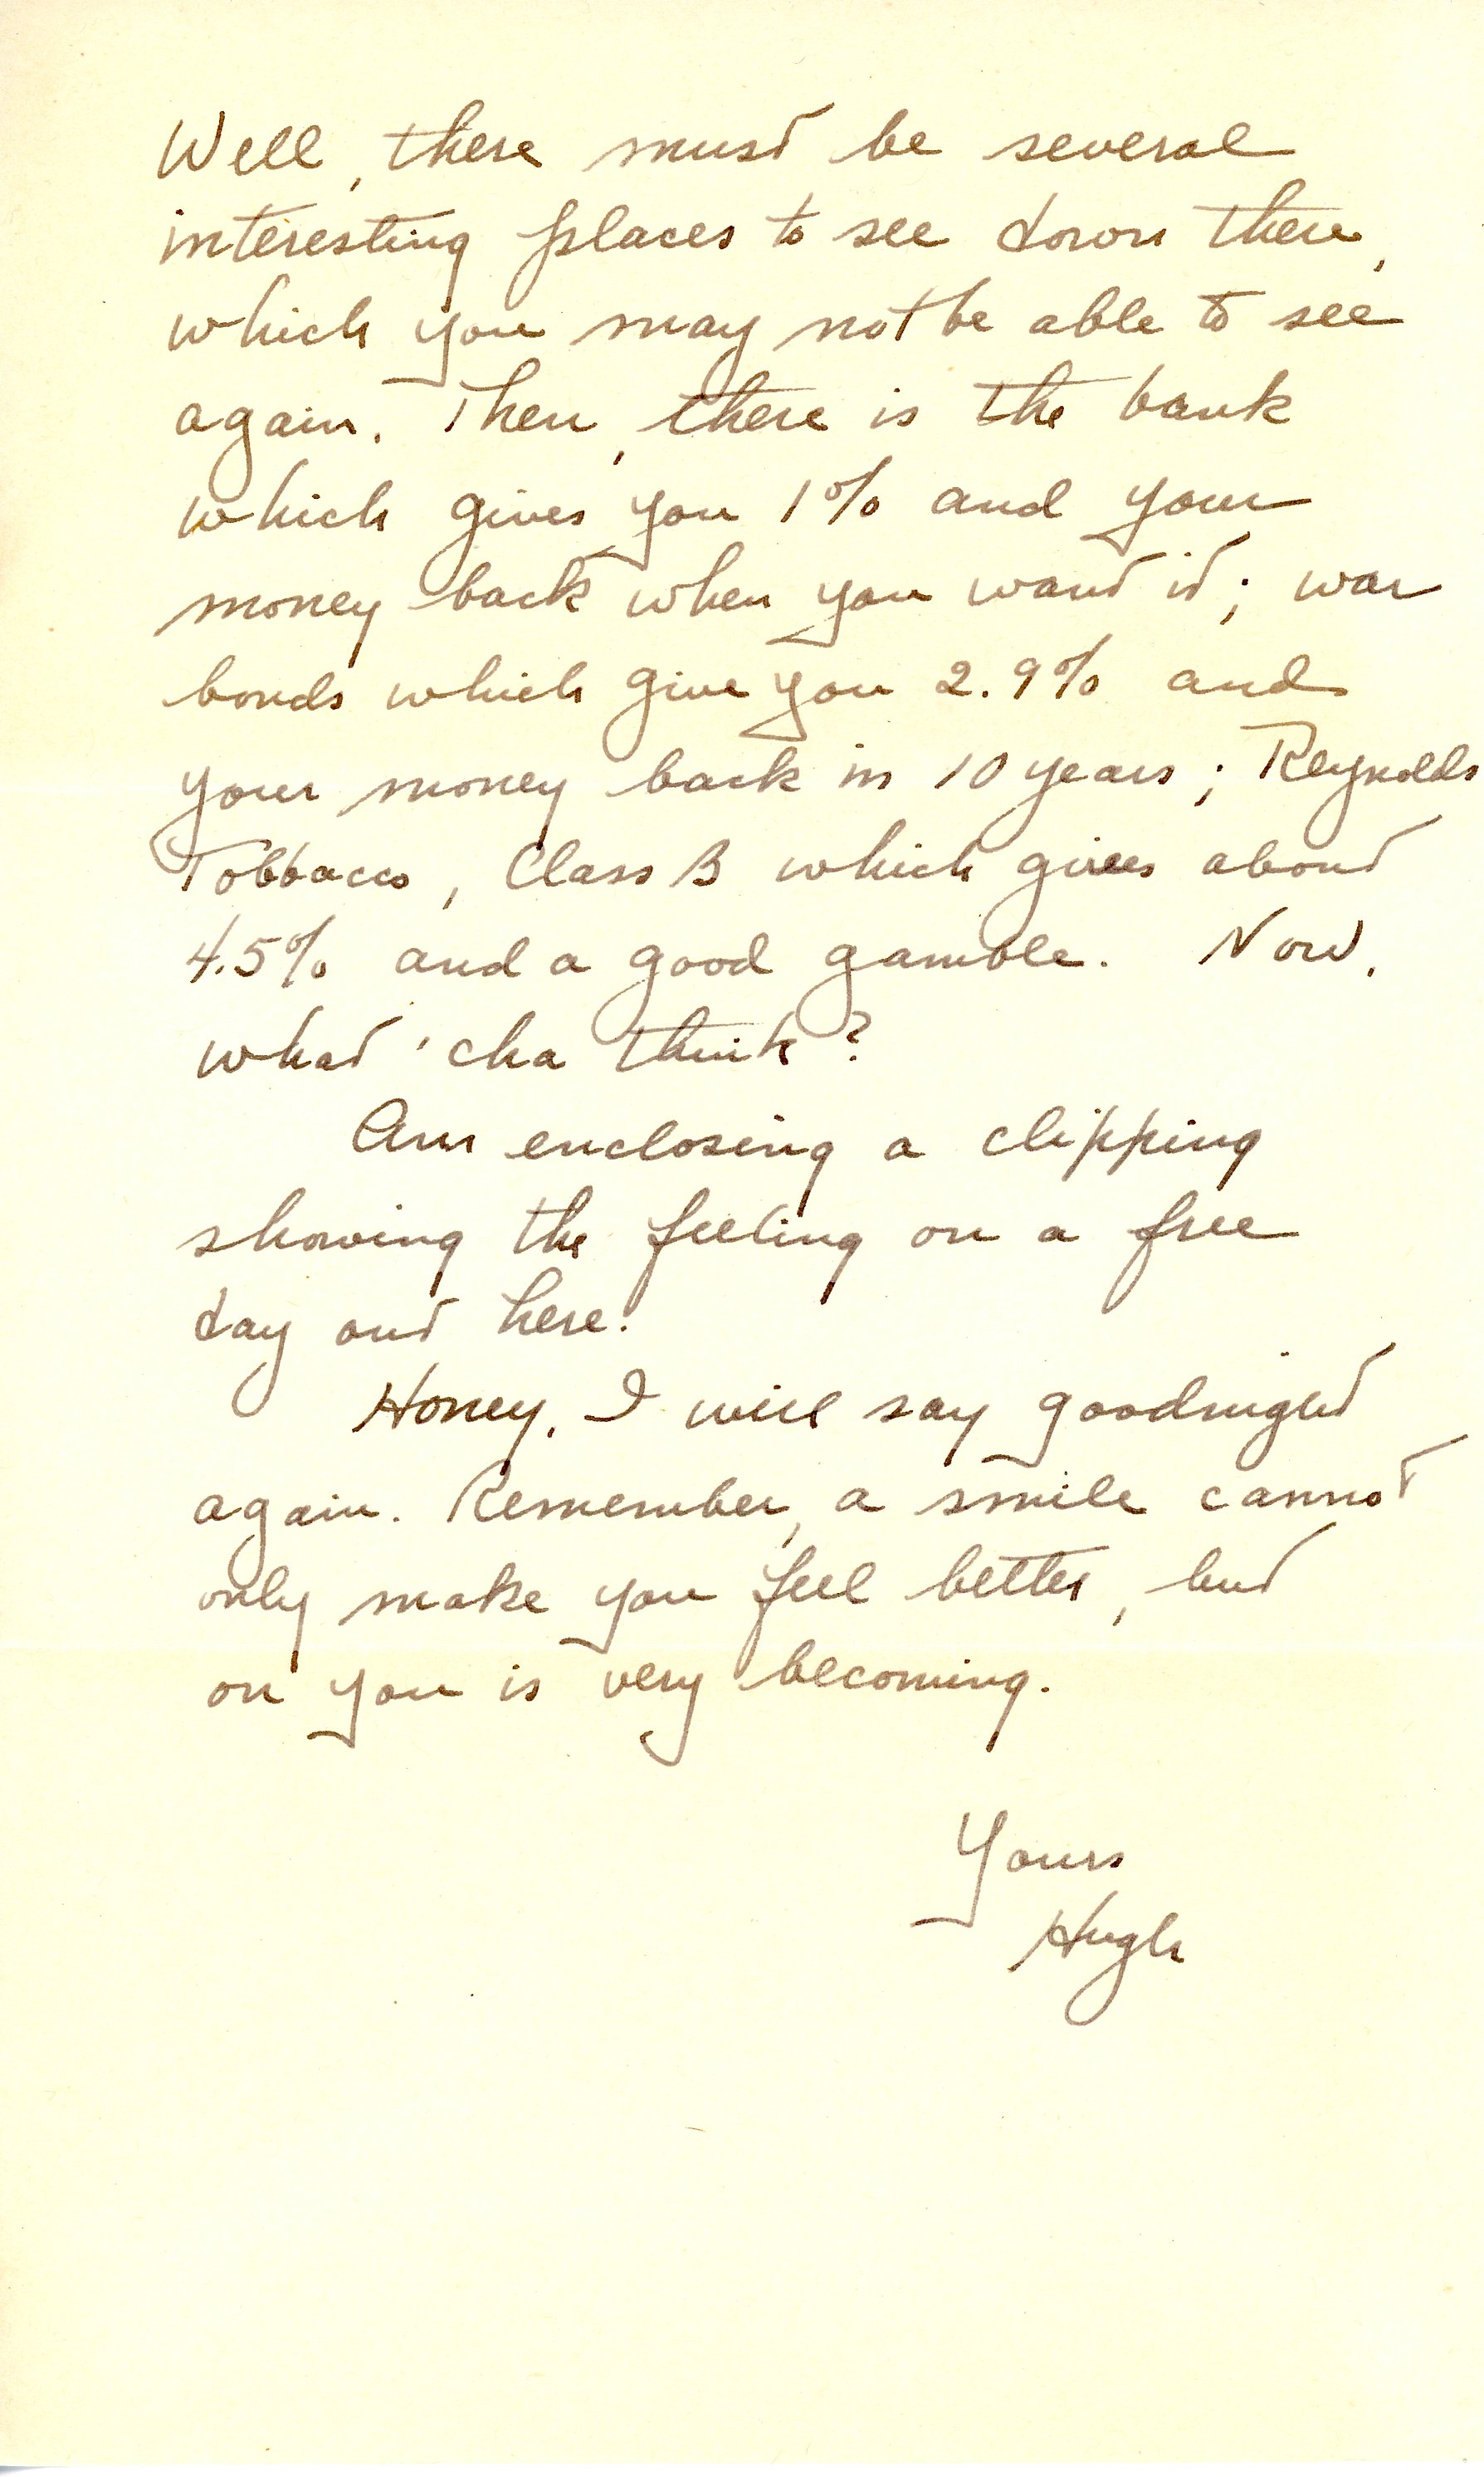 Well, there must be several
interesting places to see down there,
which you may not be able to see
again. Then, there is the bank
which gives you 1% and your
money back when you want it; war
bonds which give you 2.9% and
your money back in 10 years; Reynolds
Tobbacco, Class B which gives about
4.5% and a good gamble. Now,
what 'cha think?
Am enclosing a clipping
showing the feeling on a free
day out here.
Honey, I will say goodnight
again. Remember, a smile cannot
only make you feel better, but
on you is very becoming.
Yours
Hugh